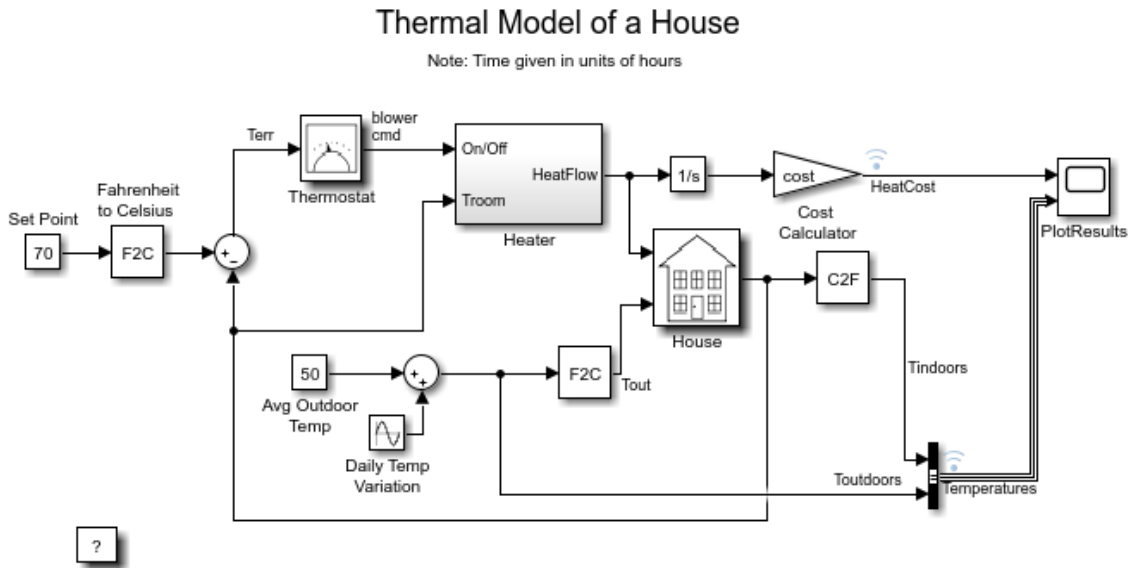 Thermal Model of a House
Note: Time given in units of hours
Terr
blower
cmd
Thermostat
On/Off
HeatFlow
Troom
Heater
1/s
cost
HeatCost
Cost
Calculator
PlotResults
Fahrenheit
to Celsius
Set Point
70
F2C
+
−
House
C2F
50
Avg Outdoor
Temp
+
+
F2C
Tout
Tindoors
Daily Temp
Variation
Toutdoors
Temperatures
?